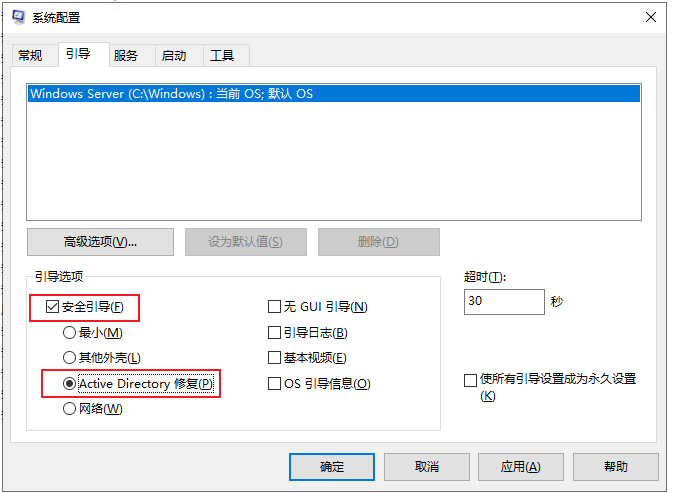 系统配置
常规 引导 服务 启动 工具
Windows Server (C:\Windows) : 当前 OS; 默认 OS
高级选项(V)... 设为默认值(S) 删除(D)
引导选项
超时(T):
安全引导(F) 无 GUI 引导(N)
30 秒
最小(M) 引导日志(B)
其他外壳(L) 基本视频(E)
Active Directory 修复(P) OS 引导信息(O)
使所有引导设置成为永久设置
(K)
网络(W)
确定 取消 应用(A) 帮助